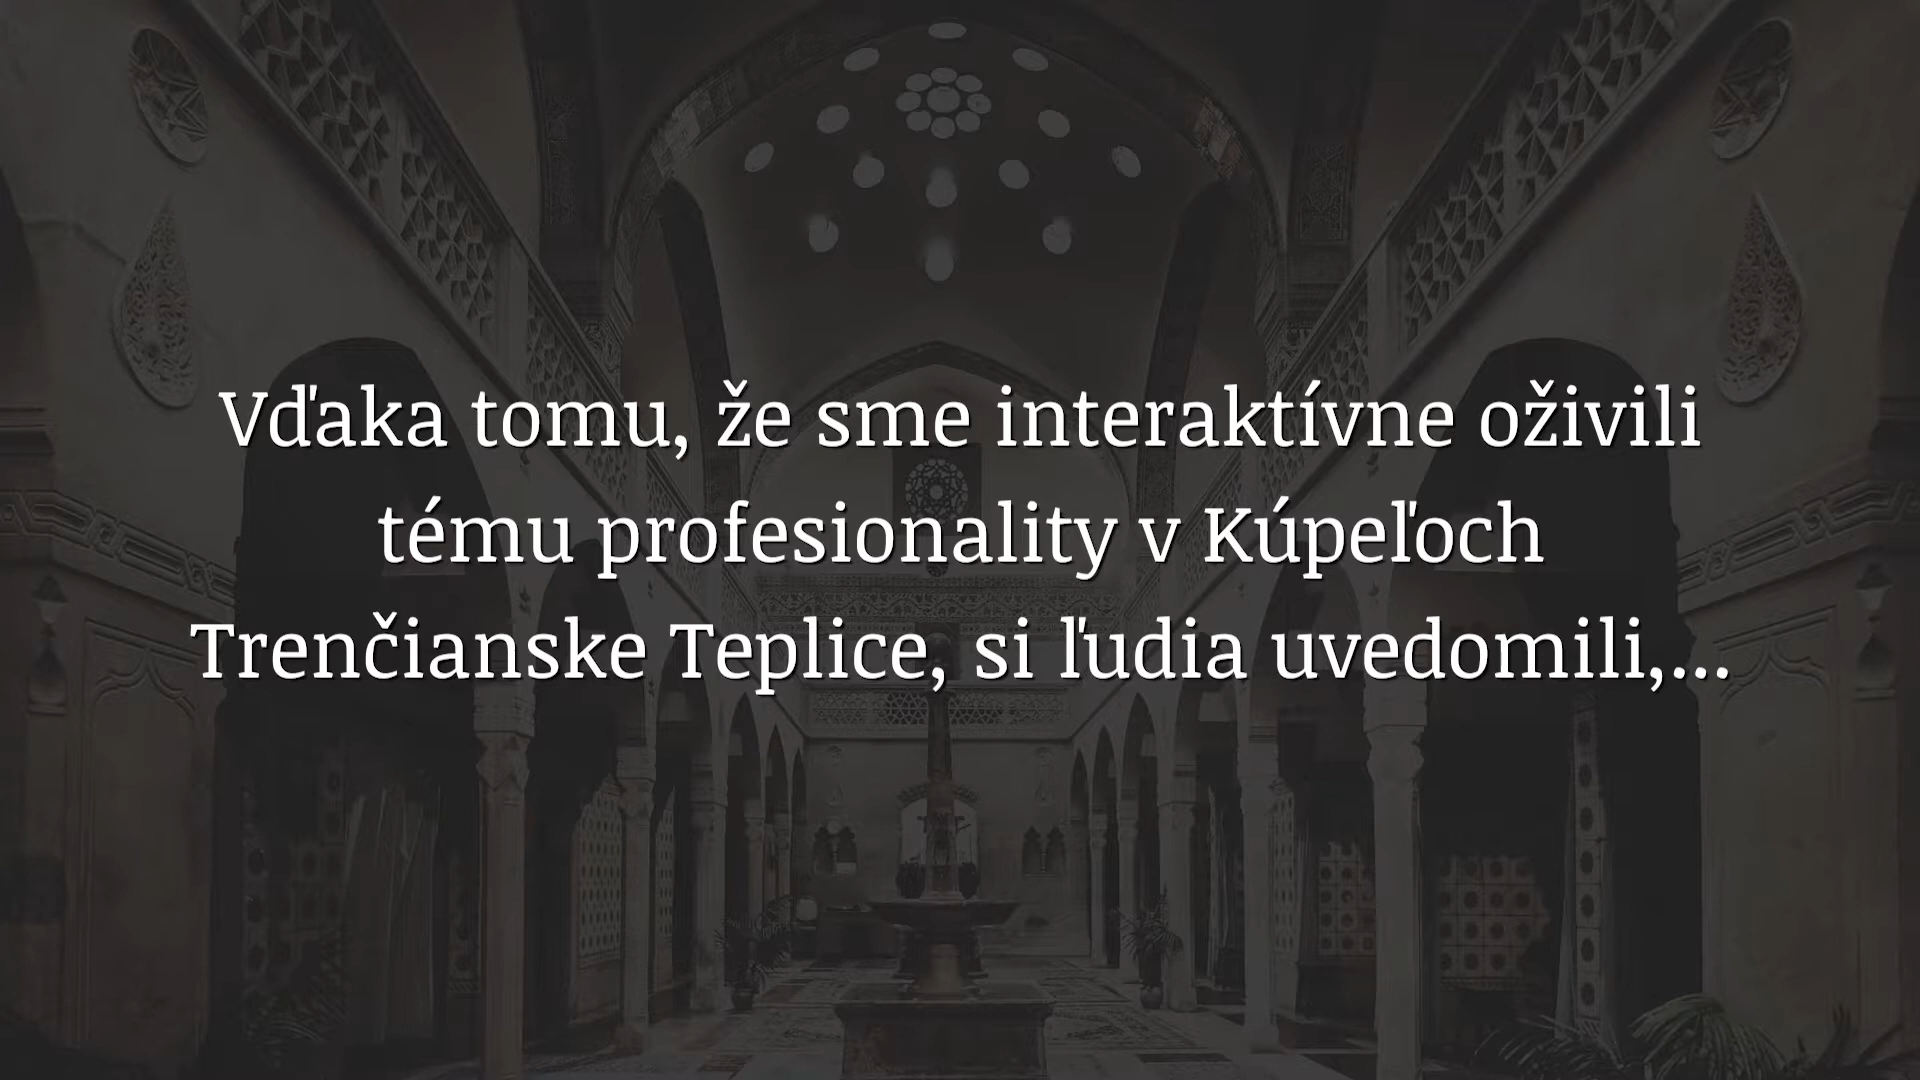 Vďaka tomu, že sme interaktívne oživili
tému profesionality v Kúpeľoch
Trenčianske Teplice, si ľudia uvedomili,...